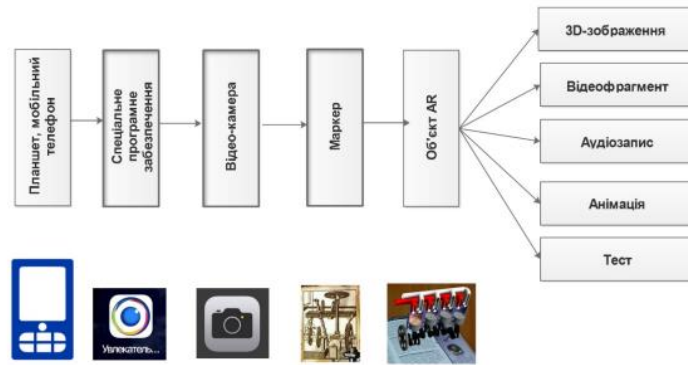 Планшет, мобільний
телефон
Спеціальне
програмне
забезпечення
Відео-камера
Маркер
Об'єкт AR
3D-зображення
Відеофрагмент
Аудіозапис
Анімація
Тест
Увлекатель...